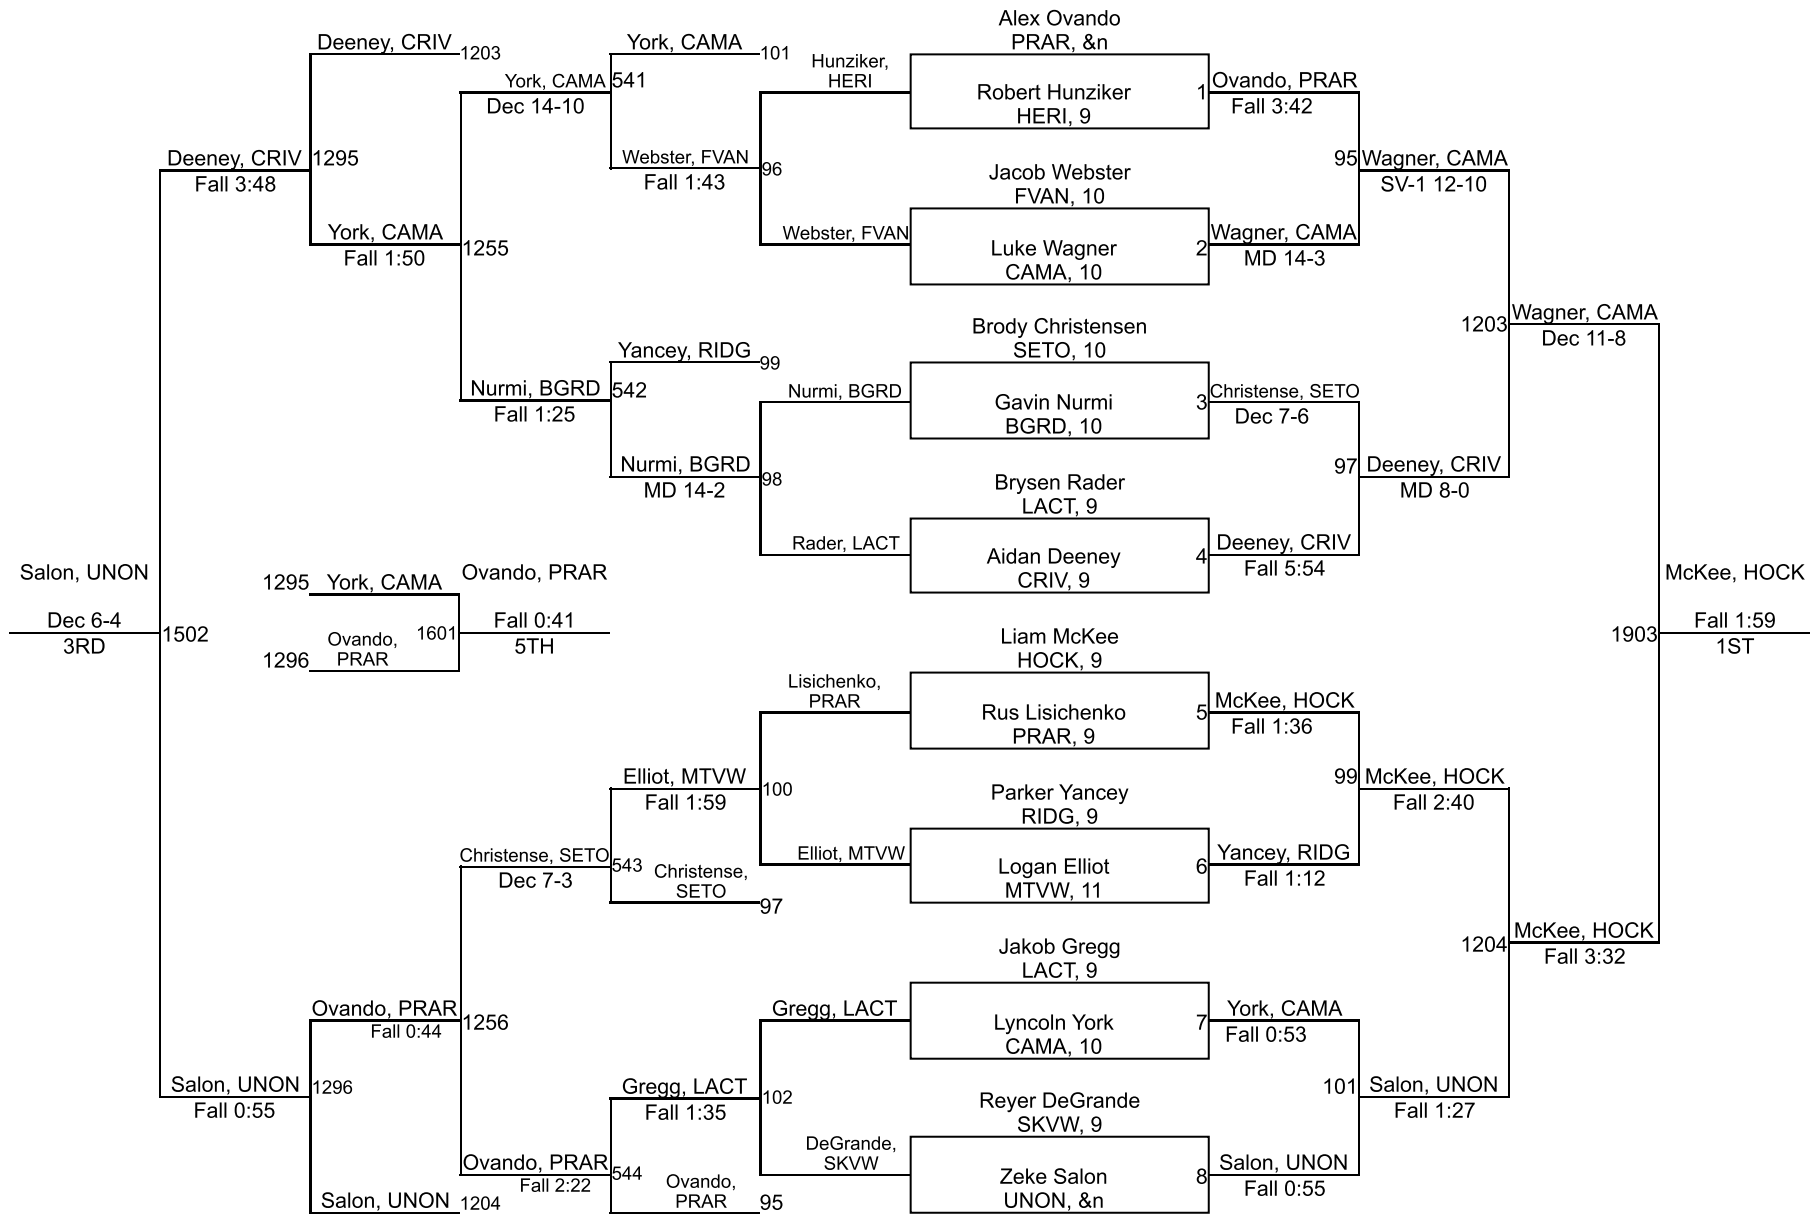 Alex Ovando
PRAR, &n
Deeney, CRIV
1203
York, CAMA
101
Hunziker,
HERI
York, CAMA
541
Dec 14-10
Robert Hunziker
HERI, 9
1
Ovando, PRAR
Fall 3:42
Deeney, CRIV
1295
Fall 3:48
Webster, FVAN
96
Fall 1:43
Jacob Webster
FVAN, 10
95
Wagner, CAMA
SV-1 12-10
York, CAMA
1255
Fall 1:50
Webster, FVAN
Luke Wagner
CAMA, 10
2
Wagner, CAMA
MD 14-3
Brody Christensen
SETO, 10
1203
Wagner, CAMA
Dec 11-8
Yancey, RIDG
99
Nurmi, BGRD
542
Fall 1:25
Nurmi, BGRD
Gavin Nurmi
BGRD, 10
3
Christense, SETO
Dec 7-6
Nurmi, BGRD
98
MD 14-2
Brysen Rader
LACT, 9
97
Deeney, CRIV
MD 8-0
Rader, LACT
Aidan Deeney
CRIV, 9
4
Deeney, CRIV
Fall 5:54
Salon, UNON
1295
York, CAMA
Ovando, PRAR
McKee, HOCK
Dec 6-4
3RD
1502
1296
Ovando,
PRAR
1601
Fall 0:41
5TH
Liam McKee
HOCK, 9
1903
Fall 1:59
1ST
Lisichenko,
PRAR
Rus Lisichenko
PRAR, 9
5
McKee, HOCK
Fall 1:36
Elliot, MTVW
100
Fall 1:59
Parker Yancey
RIDG, 9
99
McKee, HOCK
Fall 2:40
Christense, SETO
543
Dec 7-3
Christense,
SETO
97
Elliot, MTVW
Logan Elliot
MTVW, 11
6
Yancey, RIDG
Fall 1:12
Jakob Gregg
LACT, 9
1204
McKee, HOCK
Fall 3:32
Ovando, PRAR
1256
Fall 0:44
Gregg, LACT
Lyncoln York
CAMA, 10
7
York, CAMA
Fall 0:53
Salon, UNON
1296
Fall 0:55
Gregg, LACT
102
Fall 1:35
Reyer DeGrande
SKVW, 9
101
Salon, UNON
Fall 1:27
DeGrande,
SKVW
Ovando, PRAR
544
Fall 2:22
Ovando,
PRAR
95
Zeke Salon
UNON, &n
8
Salon, UNON
Fall 0:55
Salon, UNON
1204